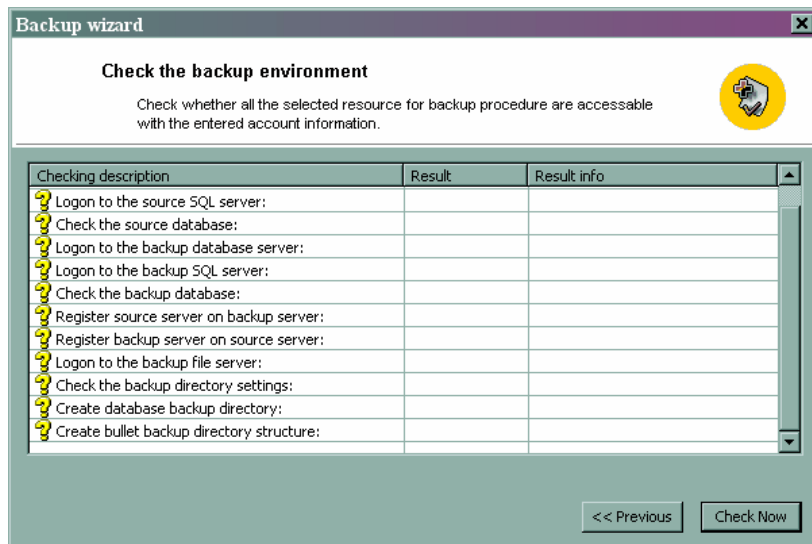 Backup wizard
Check the backup environment
Check whether all the selected resource for backup procedure are accessable
with the entered account information.
Checking description Result Result info
Logon to the source SQL server:
Check the source database:
Logon to the backup database server:
Logon to the backup SQL server:
Check the backup database:
Register source server on backup server:
Register backup server on source server:
Logon to the backup file server:
Check the backup directory settings:
Create database backup directory:
Create bullet backup directory structure:
<< Previous Check Now